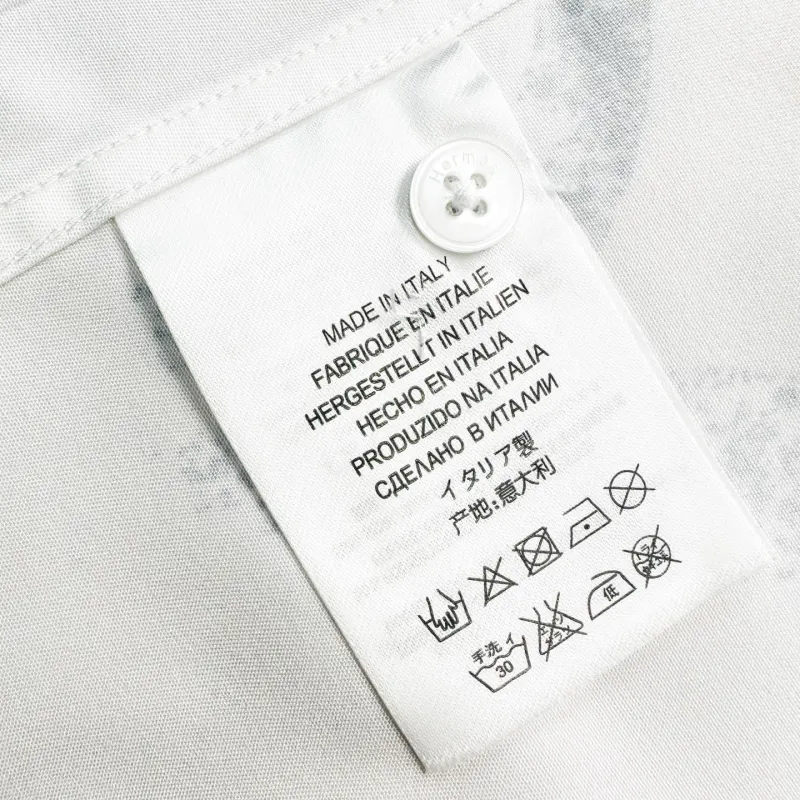 MADE IN ITALY
FABRIQUE EN ITALIE
HERGESTELLT IN ITALIEN
HECHO EN ITALIA
PRODUZIDO NA ITALIA
СДЕЛАНО В ИТАЛИИ
イタリア製
产地:意大利
手洗イ
30
低